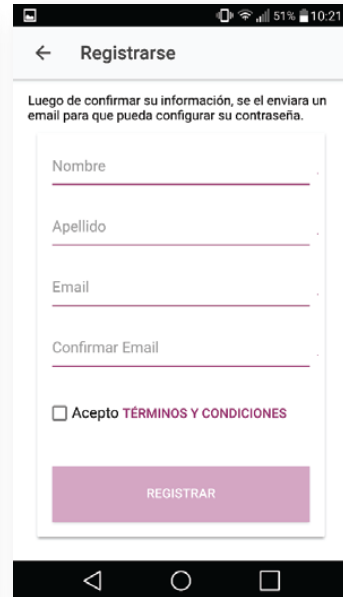 51% 10:21
Registrarse
Luego de confirmar su información, se el enviara un
email para que pueda configurar su contraseña.
Nombre
Apellido
Email
Confirmar Email
Acepto TÉRMINOS Y CONDICIONES
REGISTRAR